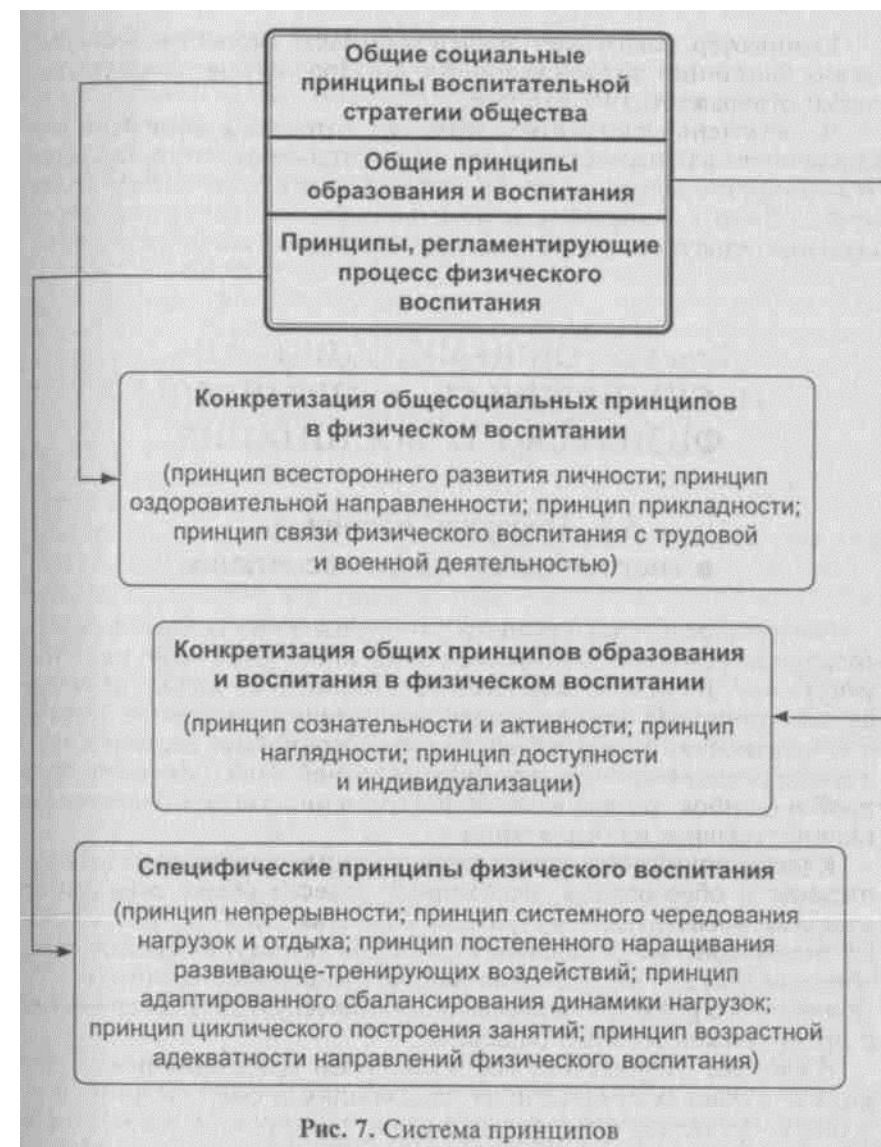 Общие социальные
принципы воспитательной
стратегии общества
Общие принципы
образования и воспитания
Принципы, регламентирующие
процесс физического
воспитания
Конкретизация общесоциальных принципов
в физическом воспитании
(принцип всестороннего развития личности; принцип
оздоровительной направленности; принцип прикладности;
принцип связи физического воспитания с трудовой
и военной деятельностью)
Конкретизация общих принципов образования
и воспитания в физическом воспитании
(принцип сознательности и активности; принцип
наглядности; принцип доступности
и индивидуализации)
Специфические принципы физического воспитания
(принцип непрерывности; принцип системного чередования
нагрузок и отдыха; принцип постепенного наращивания
развивающе-тренирующих воздействий; принцип
адаптированного сбалансирования динамики нагрузок;
принцип циклического построения занятий; принцип возрастной
адекватности направлений физического воспитания)
Рис. 7. Система принципов